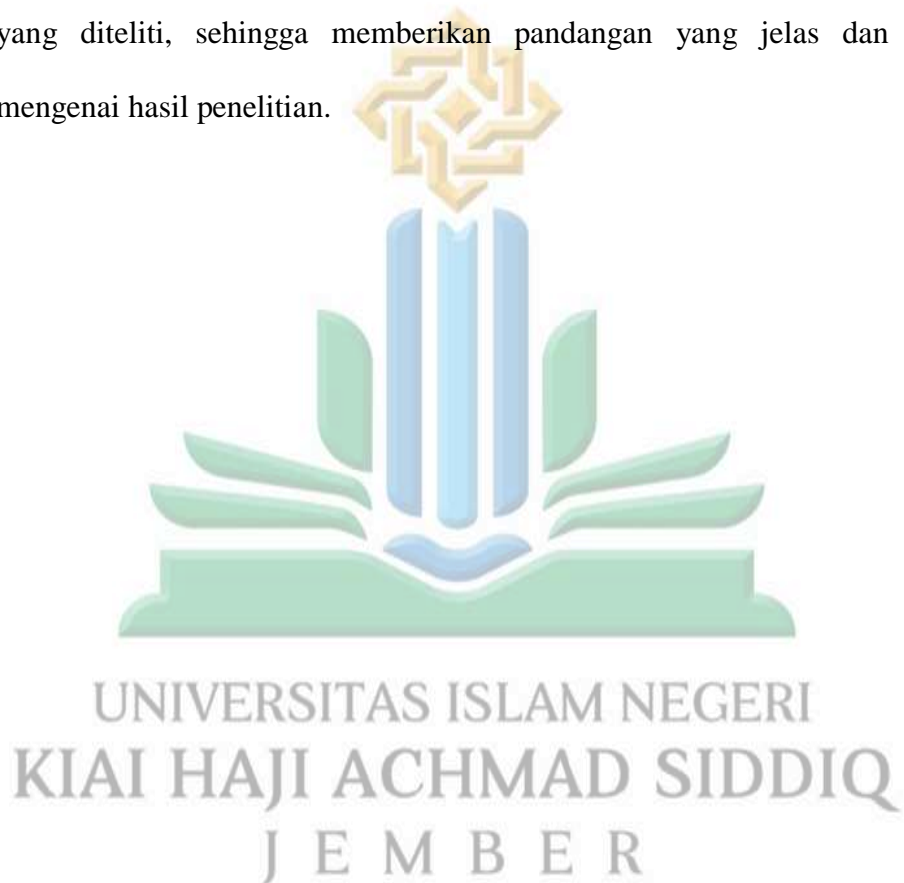 yang diteliti, sehingga memberikan pandangan yang jelas dan
mengenai hasil penelitian.
UNIVERSITAS ISLAM NEGERI
KIAI HAJI ACHMAD SIDDIQ
J E M B E R